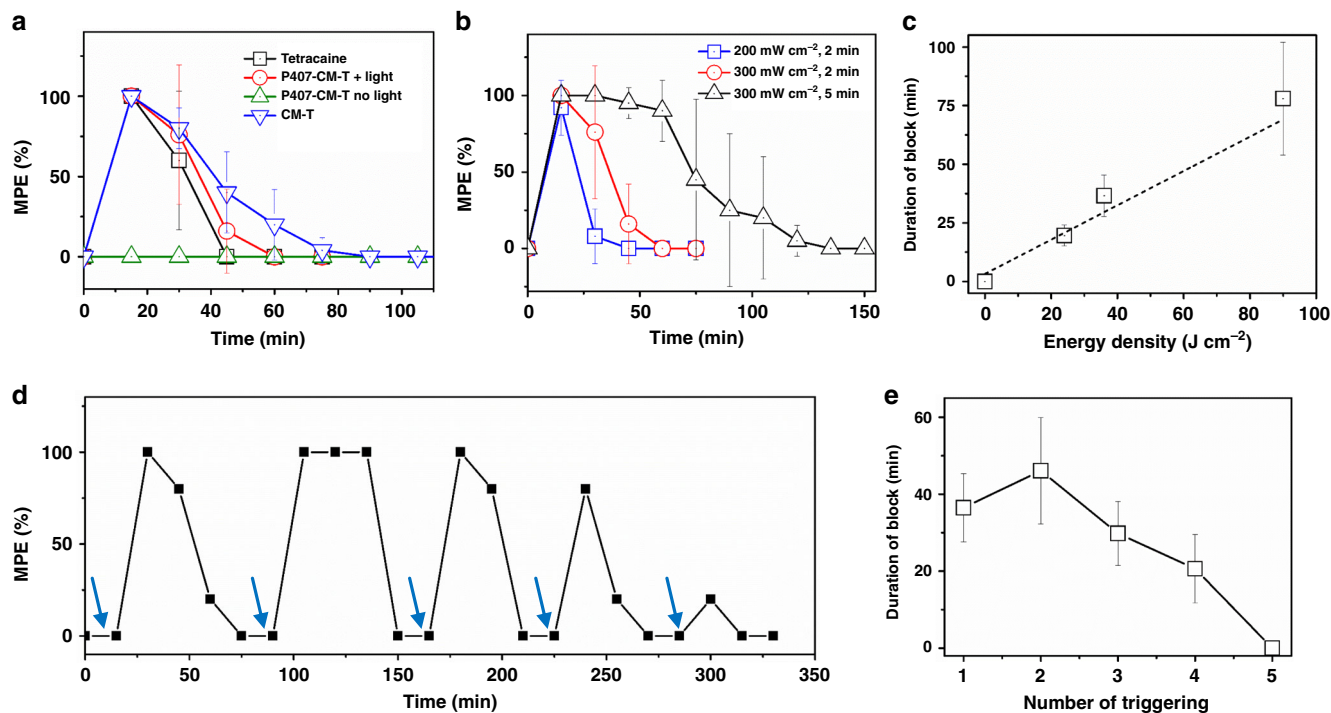 a
MPE (%)
100
50
0
0 20 40 60 80 100
Time (min)
Tetracaine
P407-CM-T + light
P407-CM-T no light
CM-T
b
MPE (%)
100
50
0
0 50 100 150
Time (min)
200 mW cm⁻², 2 min
300 mW cm⁻², 2 min
300 mW cm⁻², 5 min
c
Duration of block (min)
100
75
50
25
0
0 20 40 60 80 100
Energy density (J cm⁻²)
d
MPE (%)
100
50
0
0 50 100 150 200 250 300 350
Time (min)
e
Duration of block (min)
60
40
20
0
1 2 3 4 5
Number of triggering